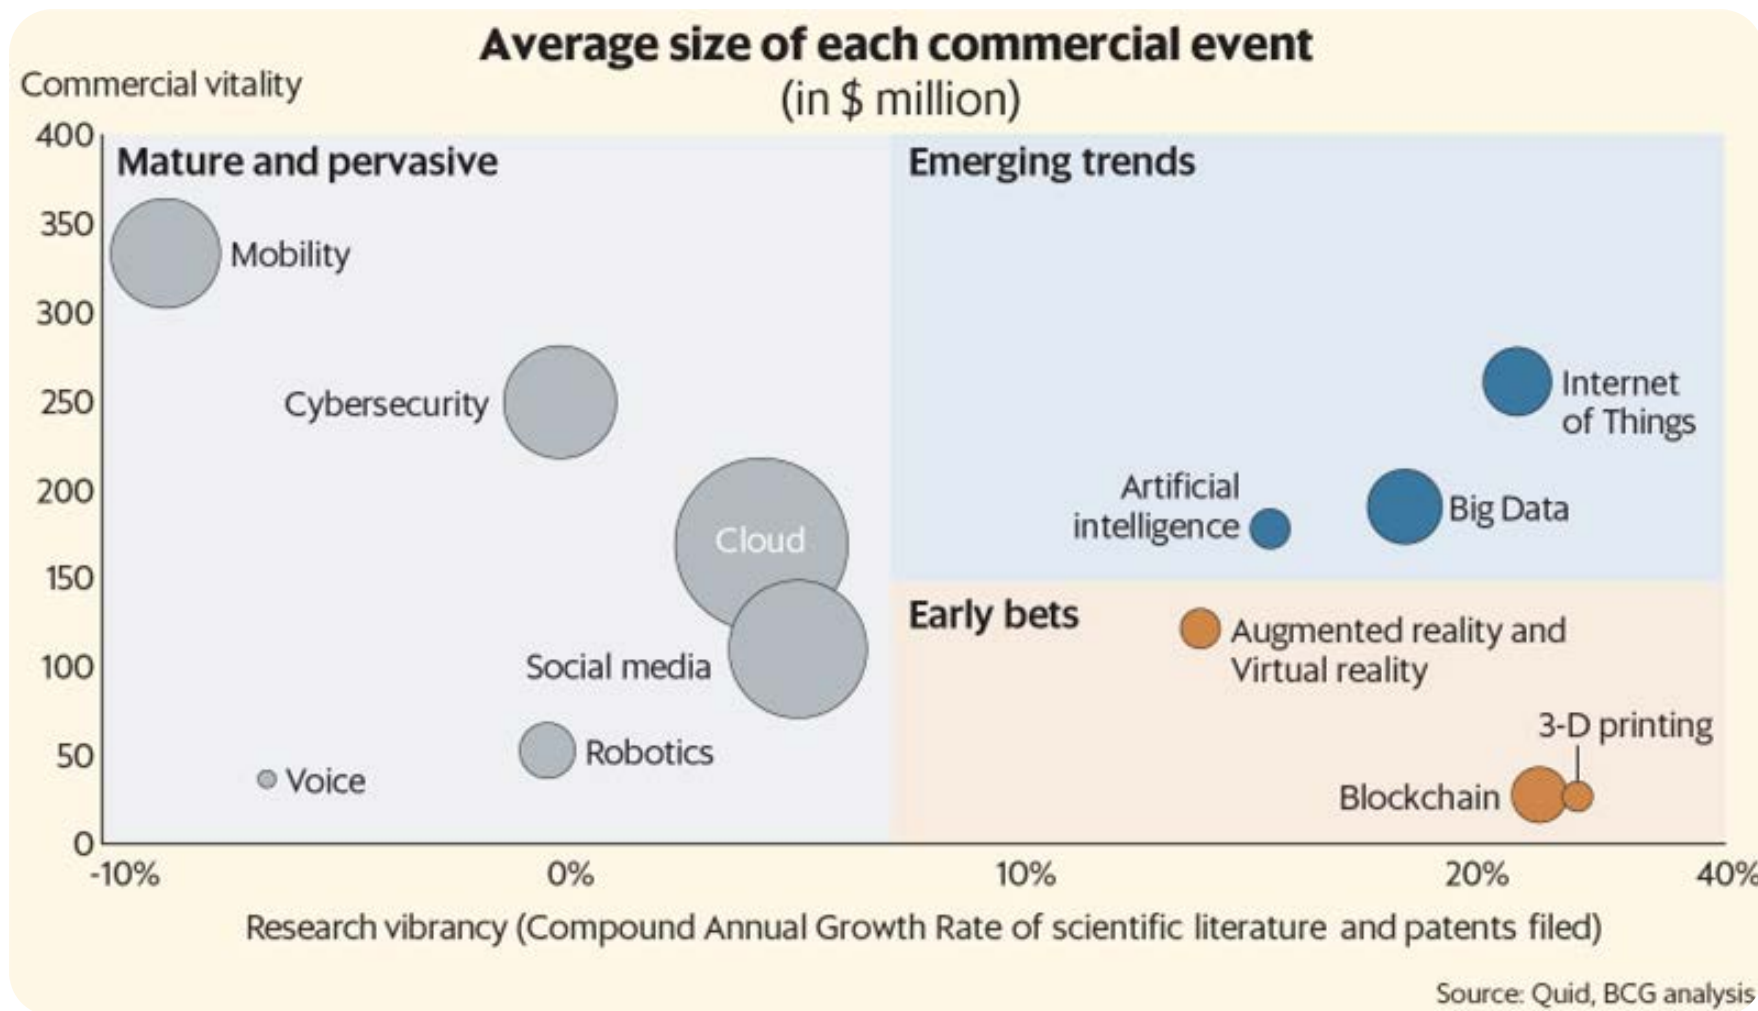 Average size of each commercial event
(in $ million)
Commercial vitality
400
350
300
250
200
150
100
50
0
Mature and pervasive
Emerging trends
Mobility
Cybersecurity
Internet
of Things
Artificial
intelligence
Big Data
Cloud
Early bets
Augmented reality and
Virtual reality
Social media
3-D printing
Robotics
Voice
Blockchain
-10%
0%
10%
20%
40%
Research vibrancy (Compound Annual Growth Rate of scientific literature and patents filed)
Source: Quid, BCG analysis